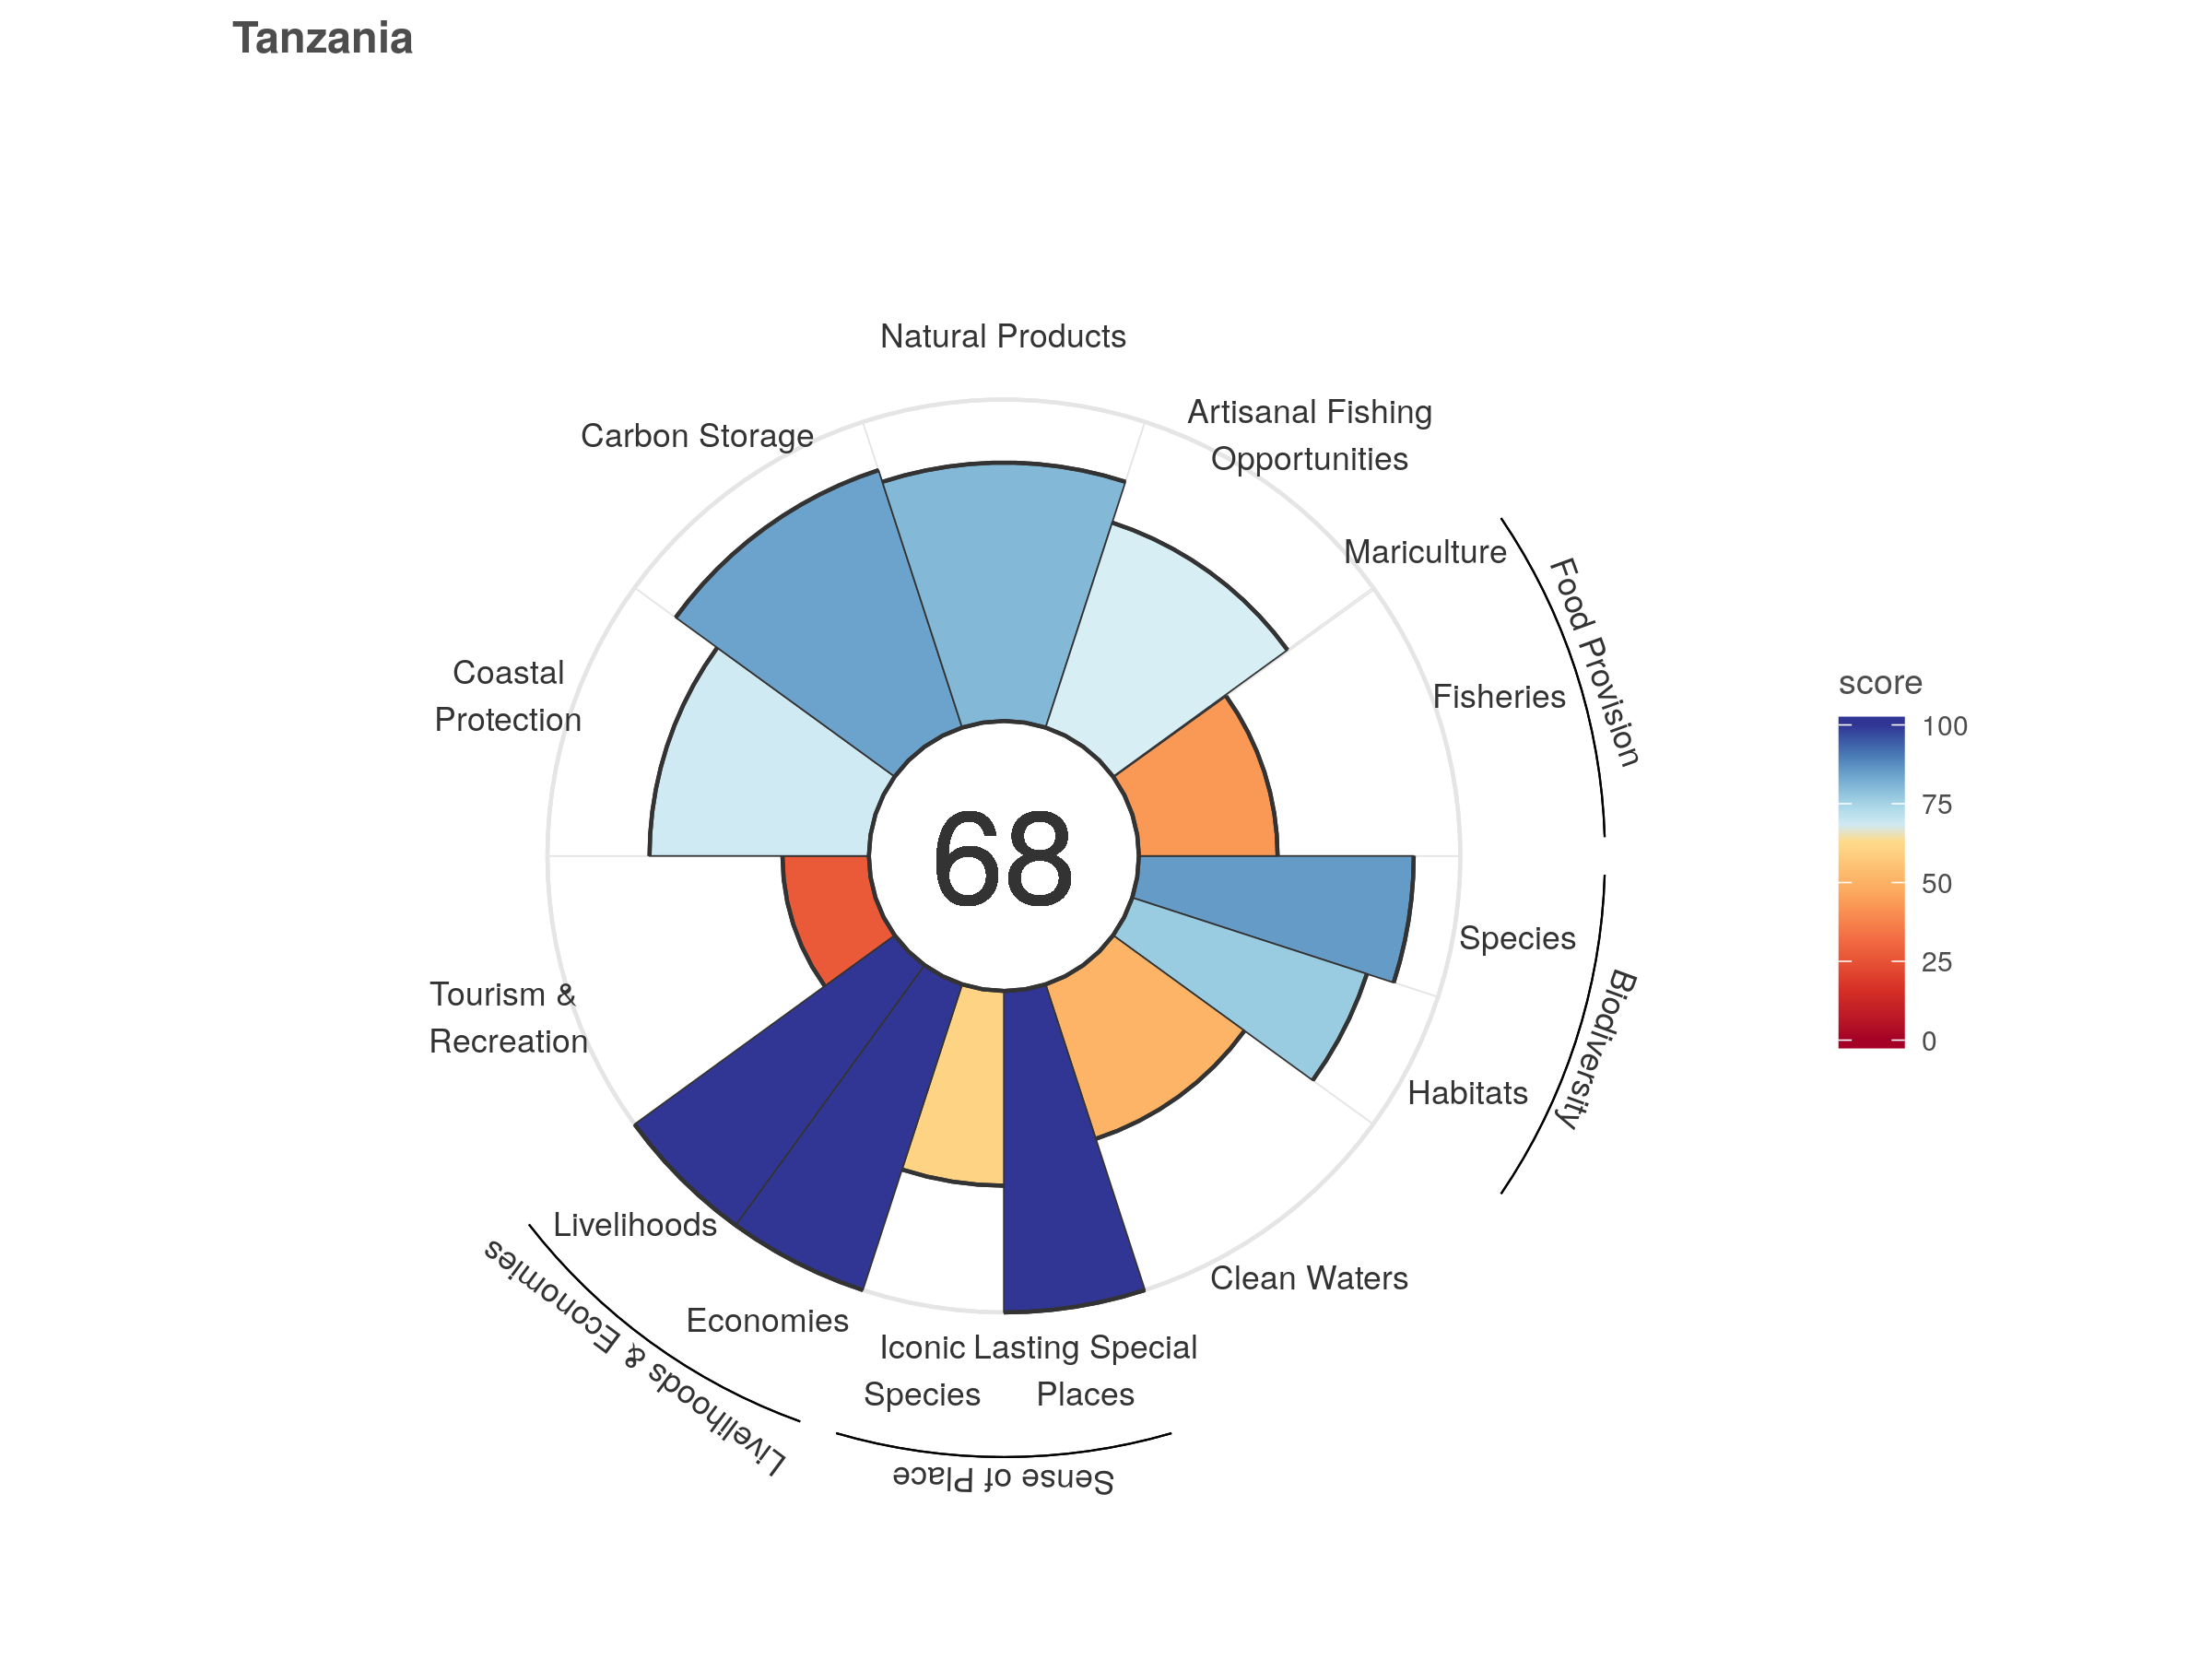 Tanzania
Natural Products
Artisanal Fishing
Opportunities
Carbon Storage
Mariculture
Food Provision
Fisheries
Coastal
Protection
score
100
75
50
25
0
68
Species
Biodiversity
Habitats
Tourism &
Recreation
Livelihoods
Clean Waters
Economies
Livelihoods & Economies
Iconic
Species
Lasting Special
Places
Sense of Place